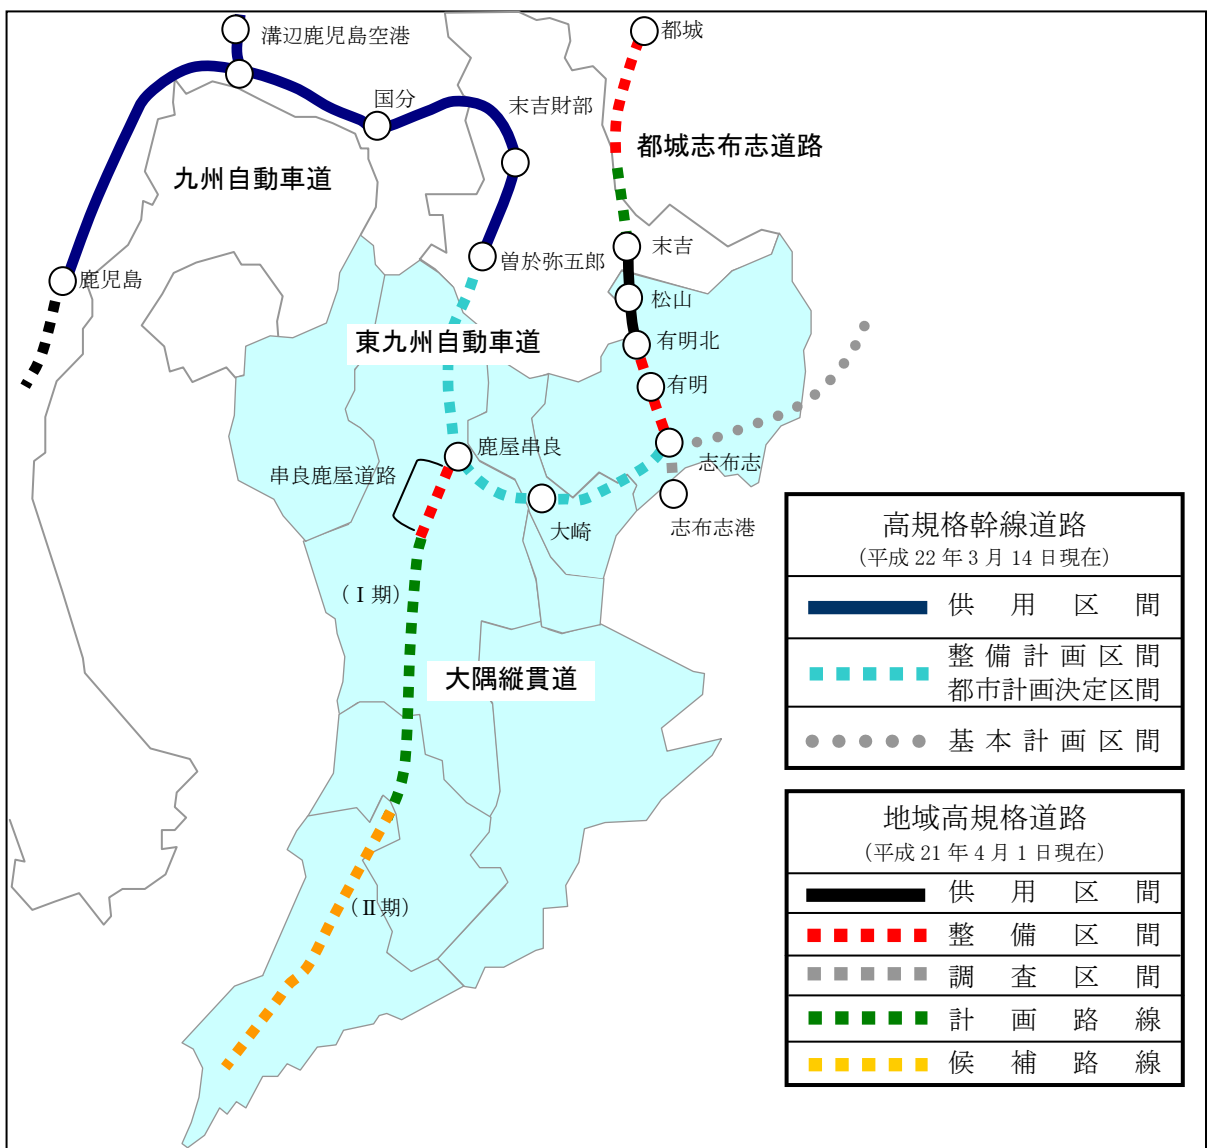 溝辺鹿児島空港
都城
国分
末吉財部
都城志布志道路
九州自動車道
末吉
曽於弥五郎
鹿児島
松山
東九州自動車道
有明北
有明
鹿屋串良
志布志
串良鹿屋道路
大崎
志布志港
(Ⅰ期)
大隅縦貫道
(Ⅱ期)
高規格幹線道路
(平成 22 年 3 月 14 日現在)
供用区間
整備計画区間
都市計画決定区間
基本計画区間
地域高規格道路
(平成 21 年 4 月 1 日現在)
供用区間
整備区間
調査区間
計画路線
候補路線